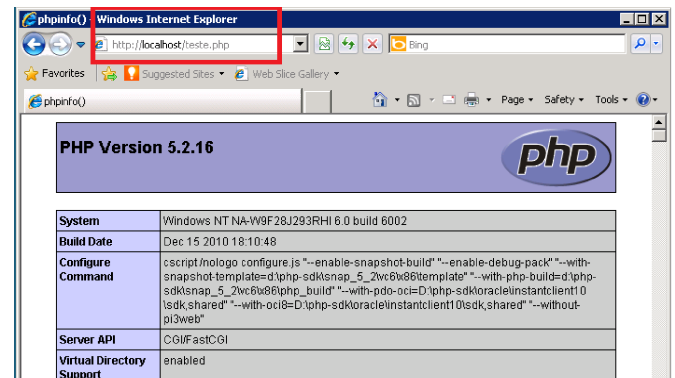 phpinfo() - Windows Internet Explorer
http://localhost/teste.php
Bing
Favorites
Suggested Sites
Web Slice Gallery
phpinfo()
Page Safety Tools
PHP Version 5.2.16
php
System Windows NT NA-W9F28J293RHI 6.0 build 6002
Build Date Dec 15 2010 18:10:48
Configure Command cscript /nologo configure.js "--enable-snapshot-build" "--enable-debug-pack" "--with-
snapshot-template=d:\php-sdk\snap_5_2\vc6\x86\template" "--with-php-build=d:\php-
sdk\snap_5_2\vc6\x86\php_build" "--with-pdo-oci=D:\php-sdk\oracle\instantclient10
\sdk,shared" "--with-oci8=D:\php-sdk\oracle\instantclient10\sdk,shared" "--without-
pi3web"
Server API CGI/FastCGI
Virtual Directory Support enabled